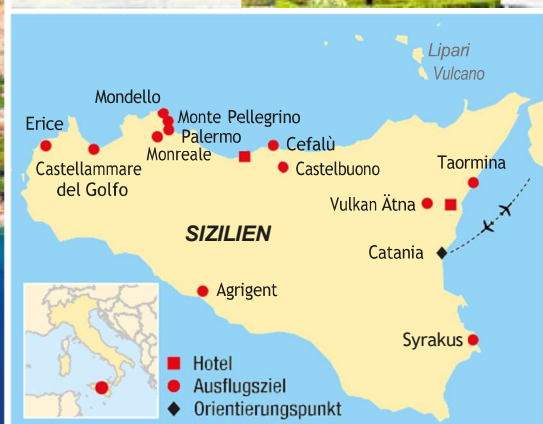 Lipari
Vulcano
Mondello
Monte Pellegrino
Erice
Palermo
Cefalù
Monreale
Castellammare
del Golfo
Castelbuono
Taormina
Vulkan Ätna
SIZILIEN
Catania
Agrigent
Syrakus
Hotel
Ausflugsziel
Orientierungspunkt